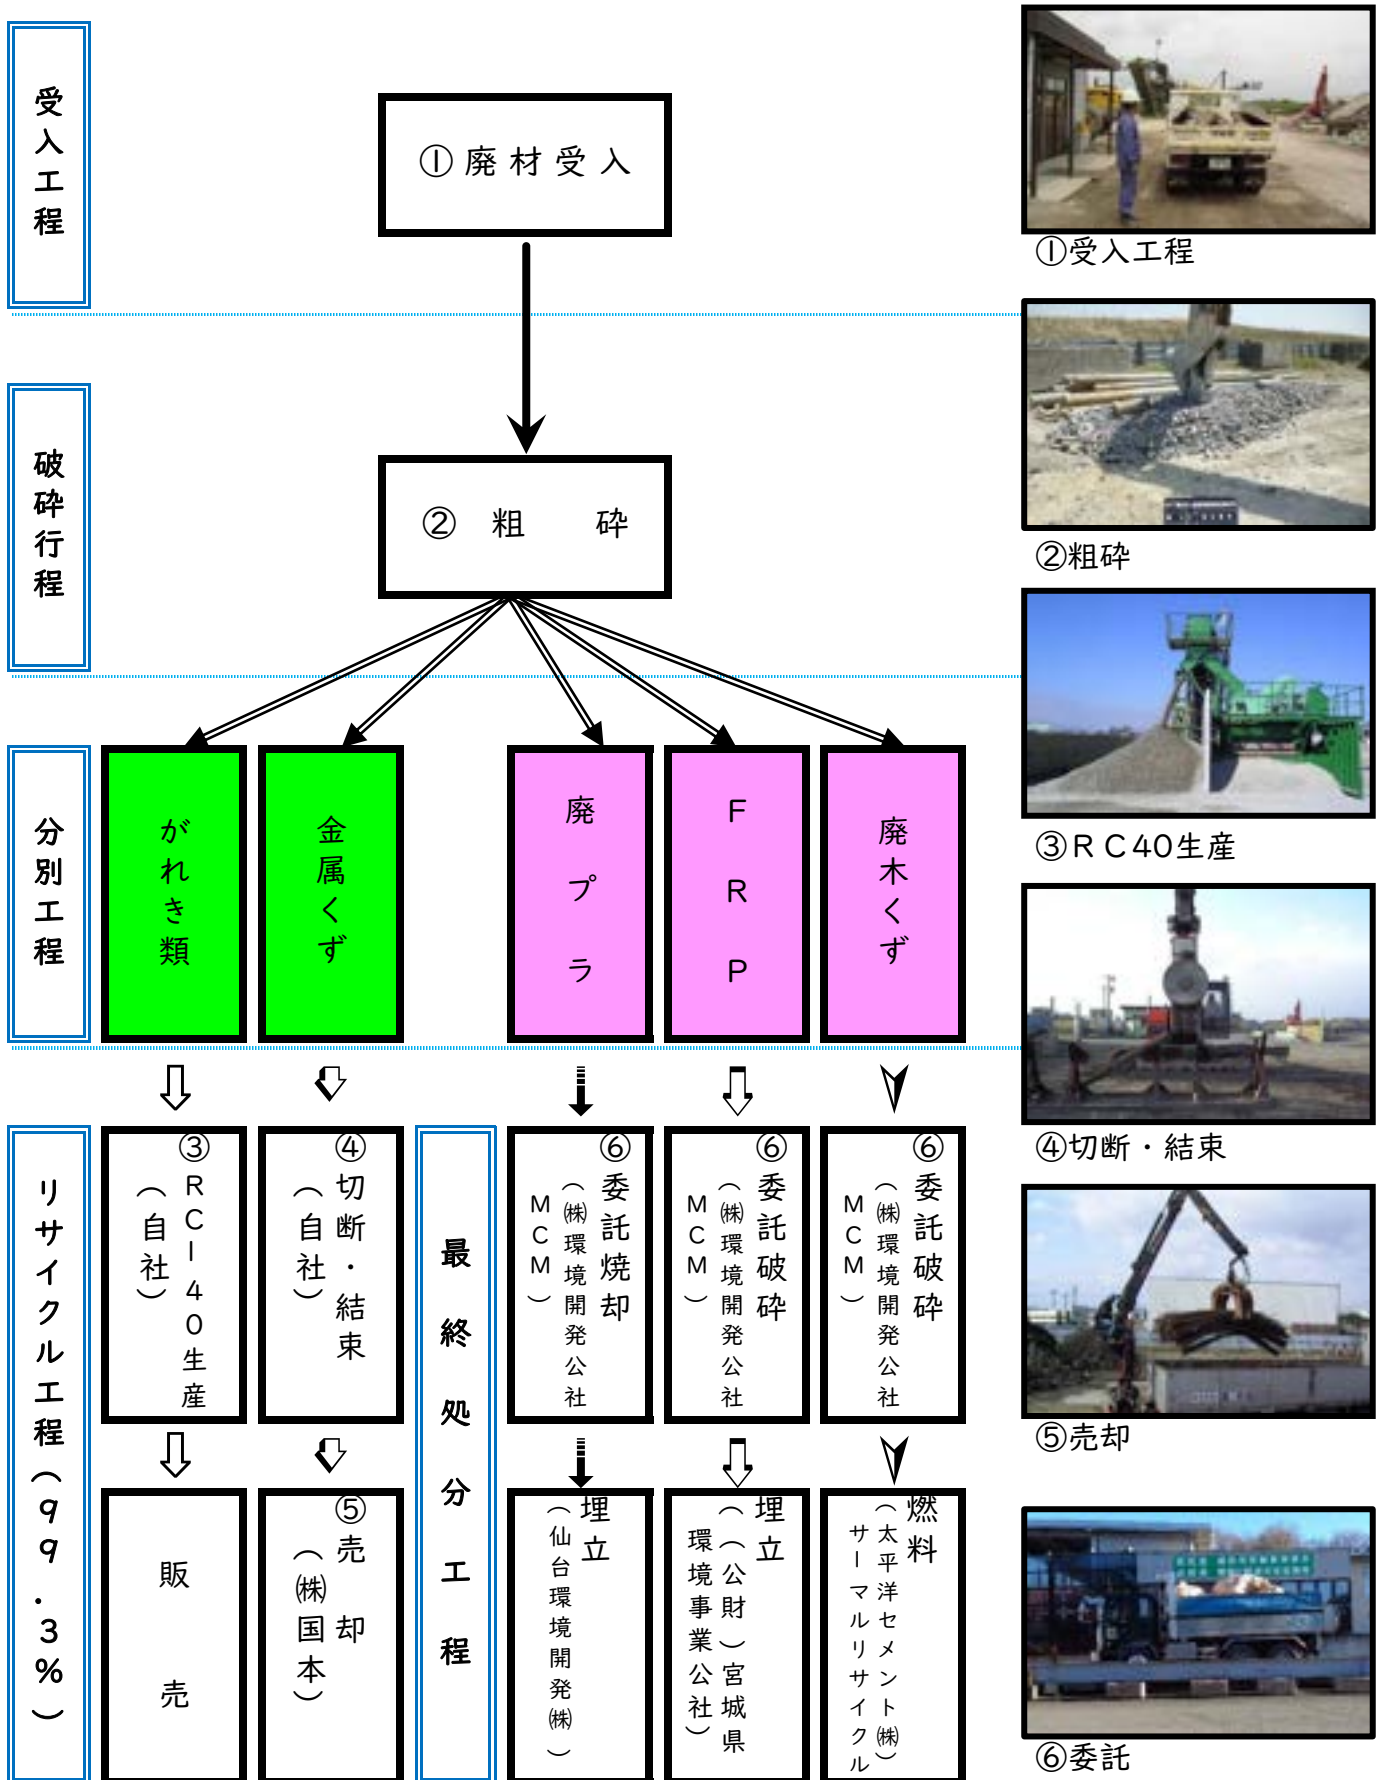 受入工程
①廃材受入
①受入工程
破砕行程
②粗砕
②粗砕
③RC40生産
分別工程
がれき類
金属くず
廃プラ
FRP
廃木くず
④切断・結束
リサイクル工程(99.3%)
③RCー40生産
(自社)
④切断・結束
(自社)
最終処分工程
⑥委託焼却
(㈱環境開発公社
MCM)
⑥委託破砕
(㈱環境開発公社
MCM)
⑥委託破砕
(㈱環境開発公社
MCM)
⑤売却
販売
⑤売却
(㈱国本)
埋立
(仙台環境開発㈱)
埋立
((公財)宮城県
環境事業公社)
燃料
(太平洋セメント㈱)
サーマルリサイクル
⑥委託